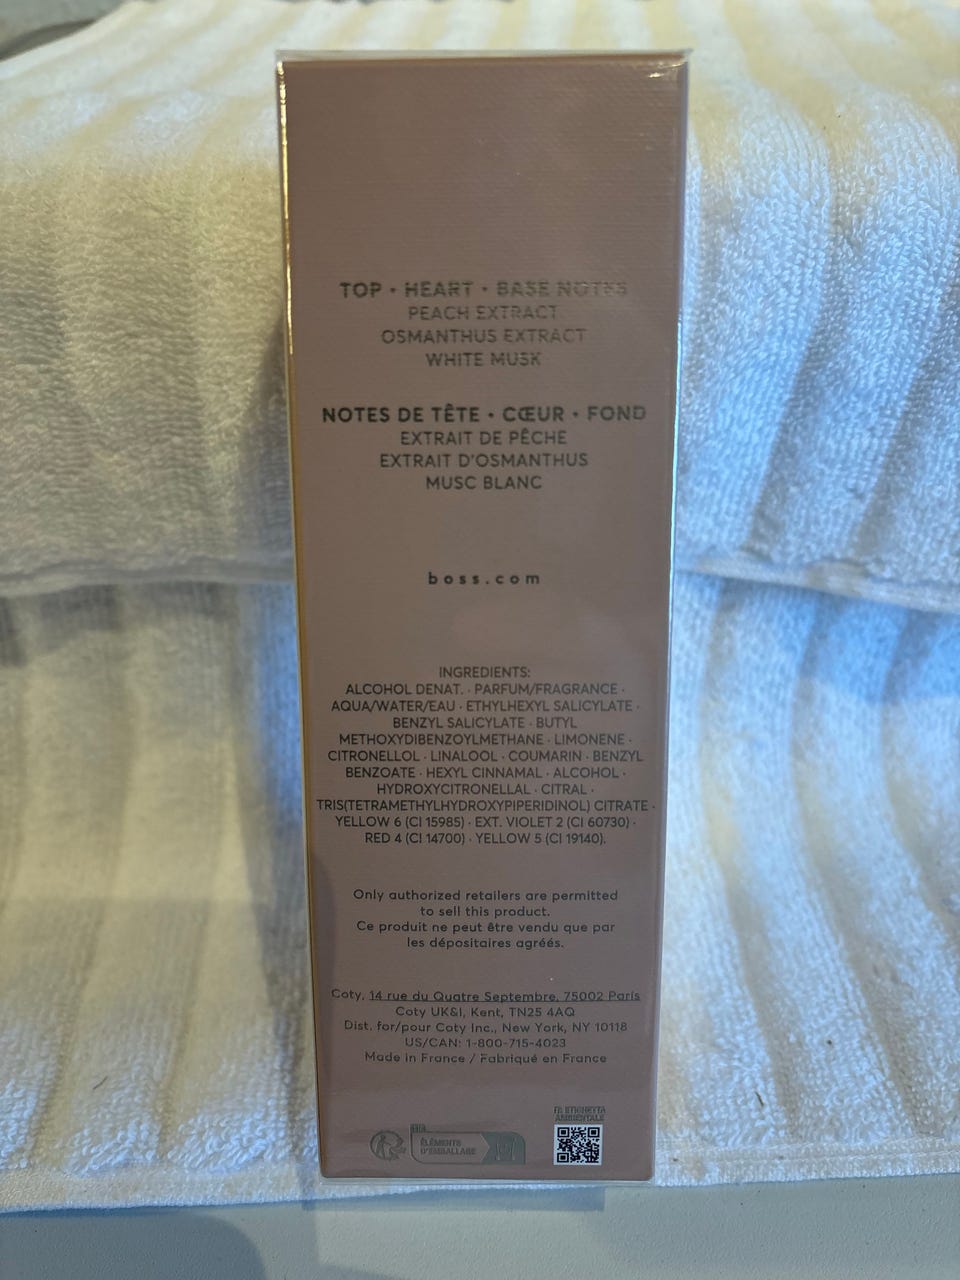 TOP • HEART • BASE NOTES
PEACH EXTRACT
OSMANTHUS EXTRACT
WHITE MUSK
NOTES DE TÊTE • CŒUR • FOND
EXTRAIT DE PÊCHE
EXTRAIT D'OSMANTHUS
MUSC BLANC
boss.com
INGREDIENTS:
ALCOHOL DENAT. · PARFUM/FRAGRANCE ·
AQUA/WATER/EAU · ETHYLHEXYL SALICYLATE ·
BENZYL SALICYLATE · BUTYL
METHOXYDIBENZOYLMETHANE · LIMONENE ·
CITRONELLOL · LINALOOL · COUMARIN · BENZYL
BENZOATE · HEXYL CINNAMAL · ALCOHOL ·
HYDROXYCITRONELLAL · CITRAL ·
TRIS(TETRAMETHYLHYDROXYPIPERIDINOL) CITRATE ·
YELLOW 6 (CI 15985) · EXT. VIOLET 2 (CI 60730) ·
RED 4 (CI 14700) · YELLOW 5 (CI 19140).
Only authorized retailers are permitted
to sell this product.
Ce produit ne peut être vendu que par
les dépositaires agréés.
Coty, 14 rue du Quatre Septembre, 75002 Paris
Coty UK&I, Kent, TN25 4AQ
Dist. for/pour Coty Inc., New York, NY 10118
US/CAN: 1-800-715-4023
Made in France / Fabriqué en France
ETICHETTA
AMBIENTALE
ÉLÉMENTS
D'EMBALLAGE